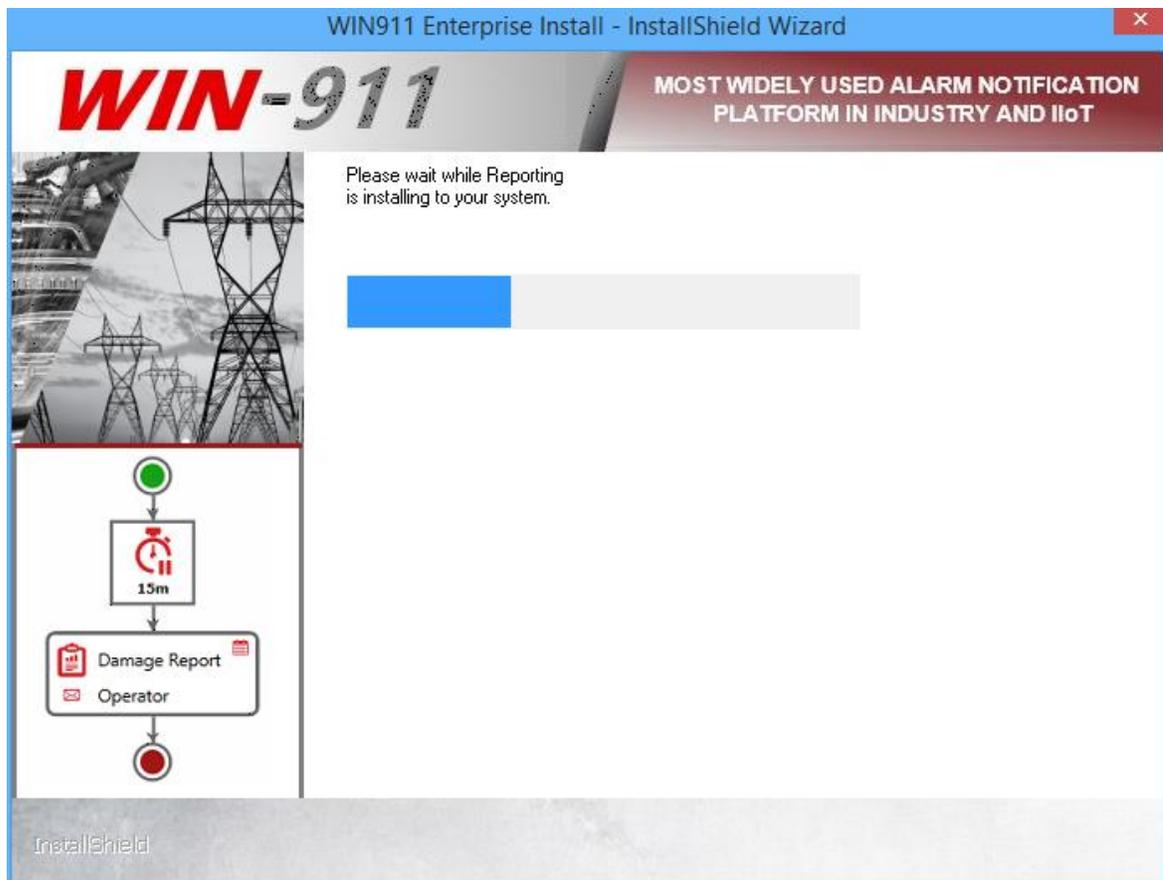 WIN911 Enterprise Install - InstallShield Wizard
WIN-911
MOST WIDELY USED ALARM NOTIFICATION
PLATFORM IN INDUSTRY AND IIoT
Please wait while Reporting
is installing to your system.
15m
Damage Report
Operator
InstallShield